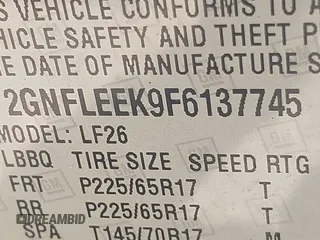 S VEHICLE CONFORMS TO A
HICLE SAFETY AND THEFT P
E DATE OF MANUFACTURE S
2GNFLEEK9F6137745
MODEL: LF26
LBBQ TIRE SIZE SPEED RTG
FRT P225/65R17 T
RR P225/65R17 T
SPA T145/70R17 M
DREAMBID